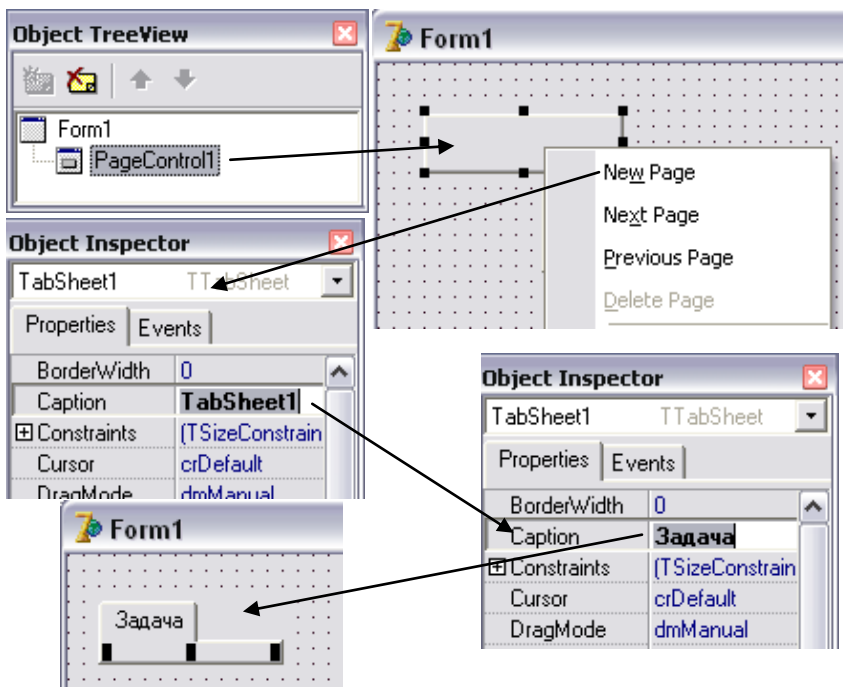 Object TreeView
Form1
PageControl1
Form1
New Page
Next Page
Previous Page
Delete Page
Object Inspector
TabSheet1 TTabSheet
Properties Events
BorderWidth 0
Caption TabSheet1
Constraints (TSizeConstrain
Cursor crDefault
DragMode dmManual
Object Inspector
TabSheet1 TTabSheet
Properties Events
BorderWidth 0
Caption Задача
Constraints (TSizeConstrain
Cursor crDefault
DragMode dmManual
Form1
Задача